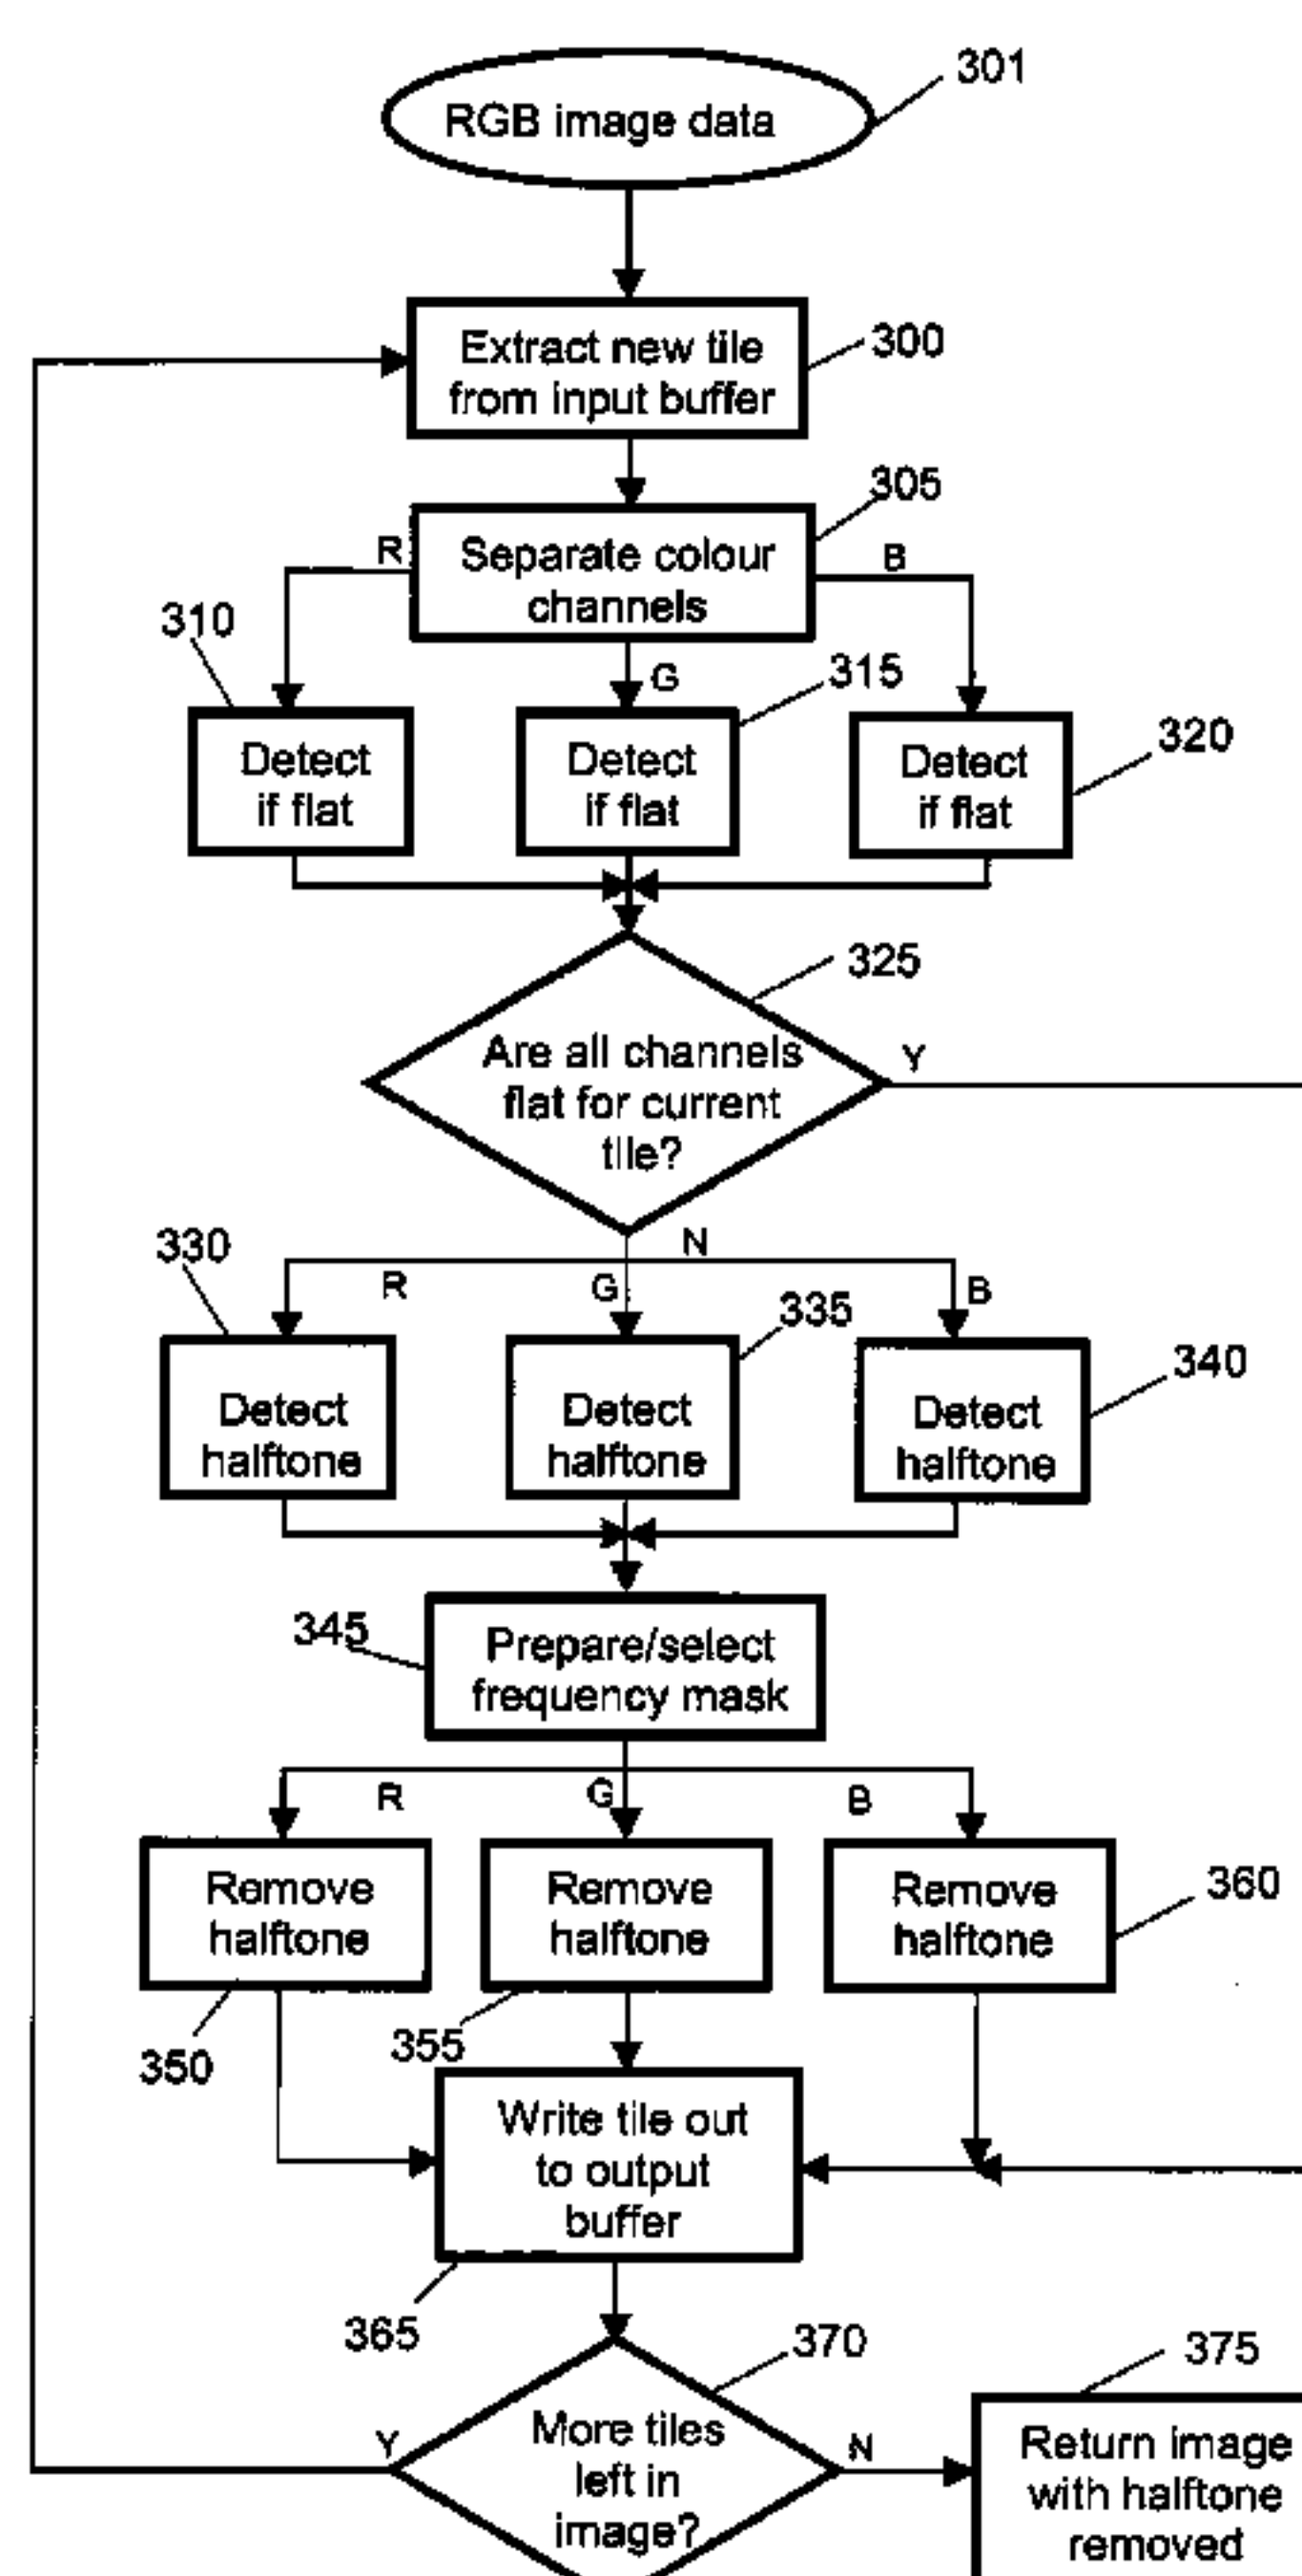 301
RGB image data
300
Extract new tile
from input buffer
305
R
Separate colour
channels
B
310
G
315
320
Detect
if flat
Detect
if flat
Detect
if flat
325
Are all channels
flat for current
tile?
Y
330
N
R
G
B
335
340
Detect
halftone
Detect
halftone
Detect
halftone
345
Prepare/select
frequency mask
R
G
B
Remove
halftone
Remove
halftone
Remove
halftone
360
350
355
Write tile out
to output
buffer
365
370
375
Y
More tiles
left in
image?
N
Return image
with halftone
removed